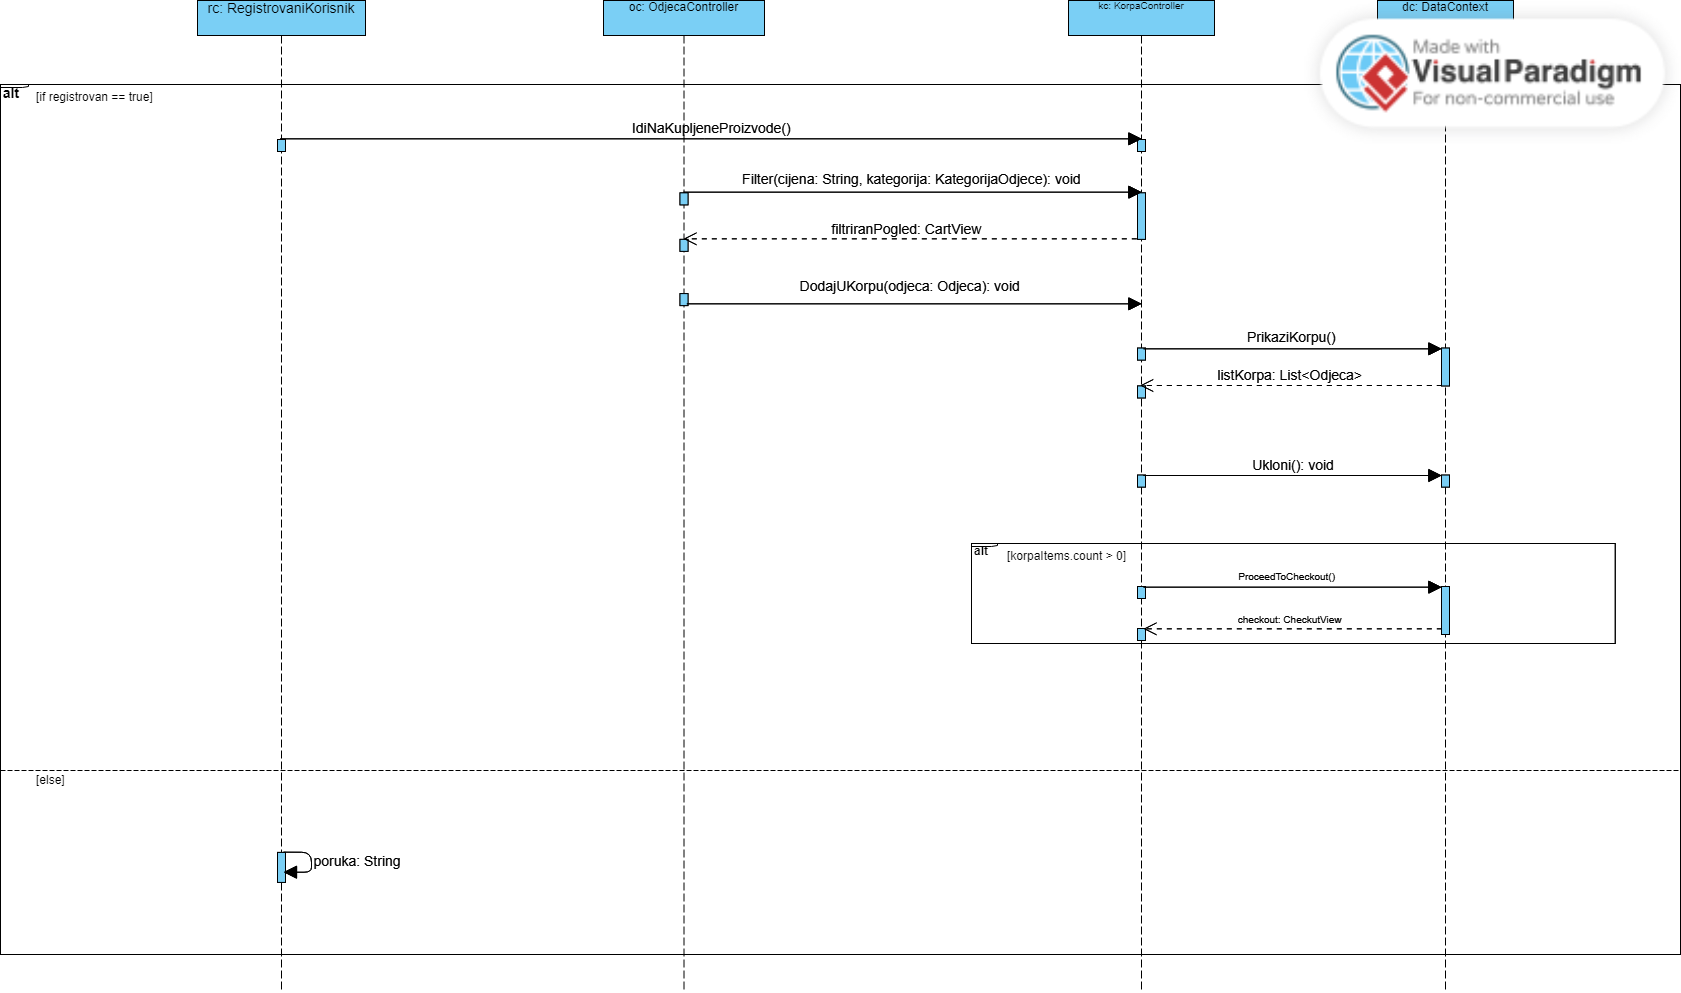 rc: RegistrovaniKorisnik
oc: OdjecaController
kc: KorpaController
dc: DataContext
Made with
Visual Paradigm
For non-commercial use
alt
[if registrovan == true]
IdiNaKupljeneProizvode()
Filter(cijena: String, kategorija: KategorijaOdjece): void
filtriranPogled: CartView
DodajUKorpu(odjeca: Odjeca): void
PrikaziKorpu()
listKorpa: List<Odjeca>
Ukloni(): void
alt
[korpaItems.count > 0]
ProceedToCheckout()
checkout: CheckutView
[else]
poruka: String